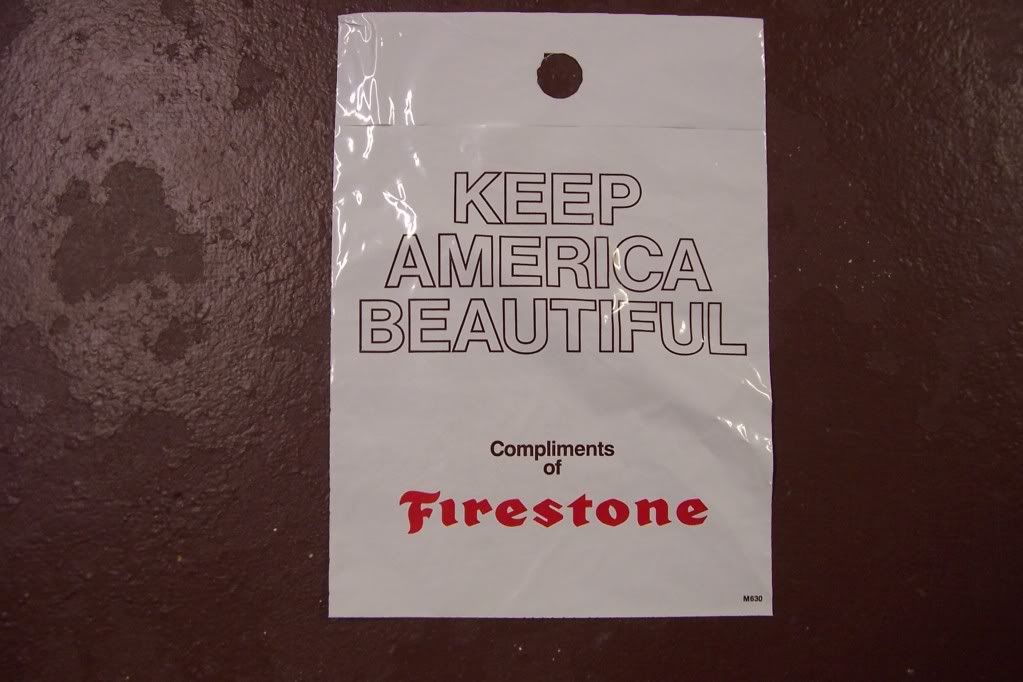 KEEP
AMERICA
BEAUTIFUL
Compliments
of
Firestone
M630